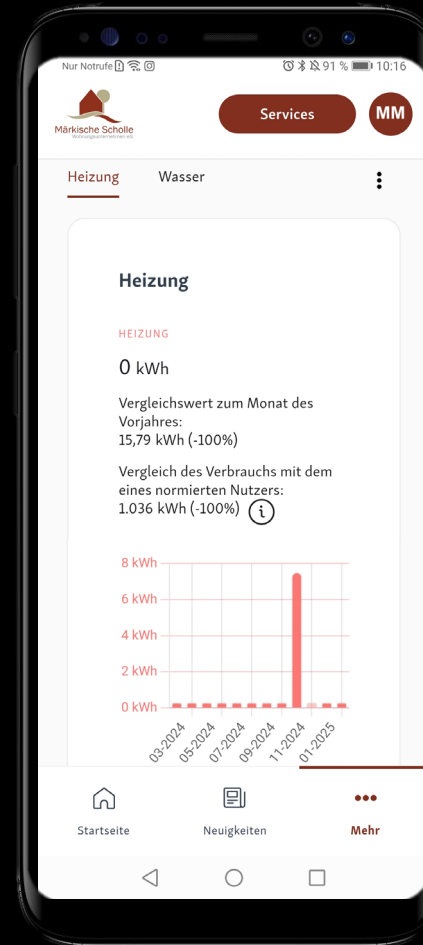 Nur Notrufe
91 %
10:16
Märkische Scholle
Wohnungsunternehmen eG
Services
MM
Heizung
Wasser
Heizung
HEIZUNG
0 kWh
Vergleichswert zum Monat des
Vorjahres:
15,79 kWh (-100%)
Vergleich des Verbrauchs mit dem
eines normierten Nutzers:
1.036 kWh (-100%)
i
8 kWh
6 kWh
4 kWh
2 kWh
0 kWh
03-2024
05-2024
07-2024
09-2024
11-2024
01-2025
Startseite
Neuigkeiten
Mehr